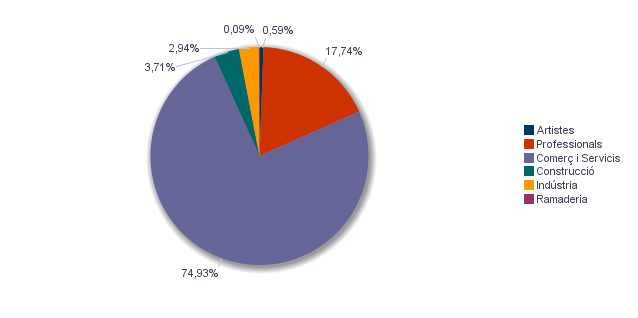 0,09%
0,59%
2,94%
17,74%
3,71%
74,93%
Artistes
Professionals
Comerç i Servicis
Construcció
Indústria
Ramaderia